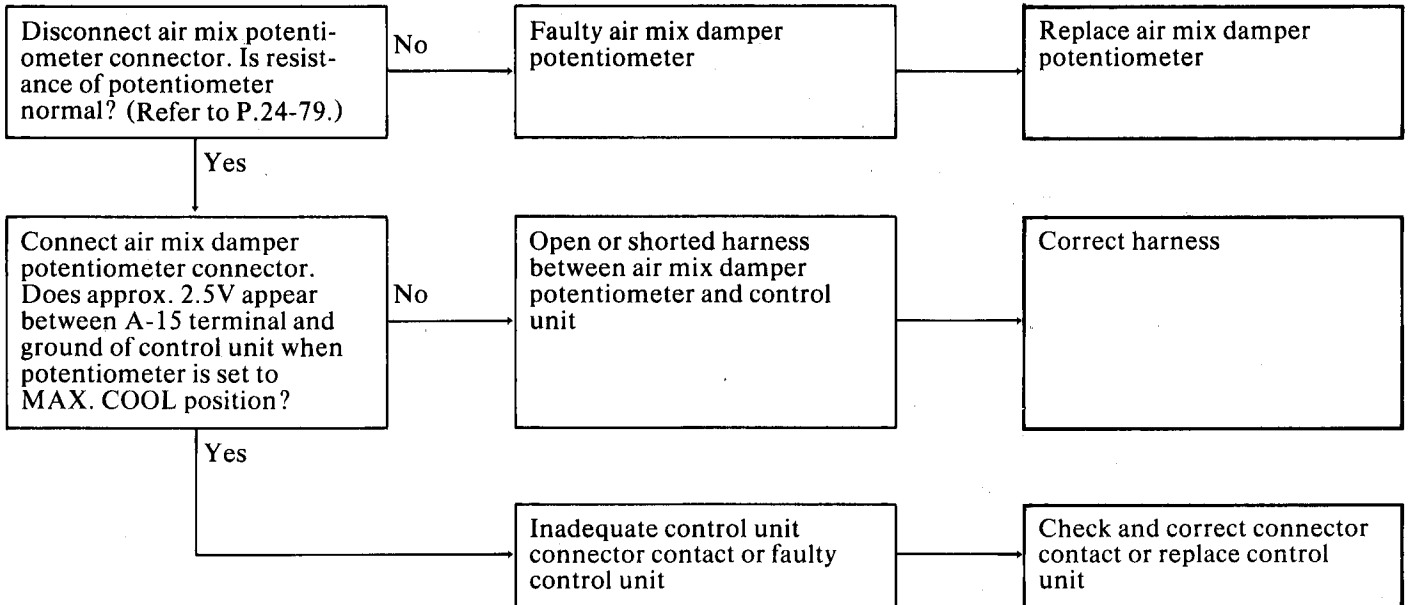 Disconnect air mix potenti-
ometer connector. Is resist-
ance of potentiometer
normal? (Refer to P.24-79.)
No
Faulty air mix damper
potentiometer
Replace air mix damper
potentiometer
Yes
Connect air mix damper
potentiometer connector.
Does approx. 2.5V appear
between A-15 terminal and
ground of control unit when
potentiometer is set to
MAX. COOL position?
No
Open or shorted harness
between air mix damper
potentiometer and control
unit
Correct harness
Yes
Inadequate control unit
connector contact or faulty
control unit
Check and correct connector
contact or replace control
unit